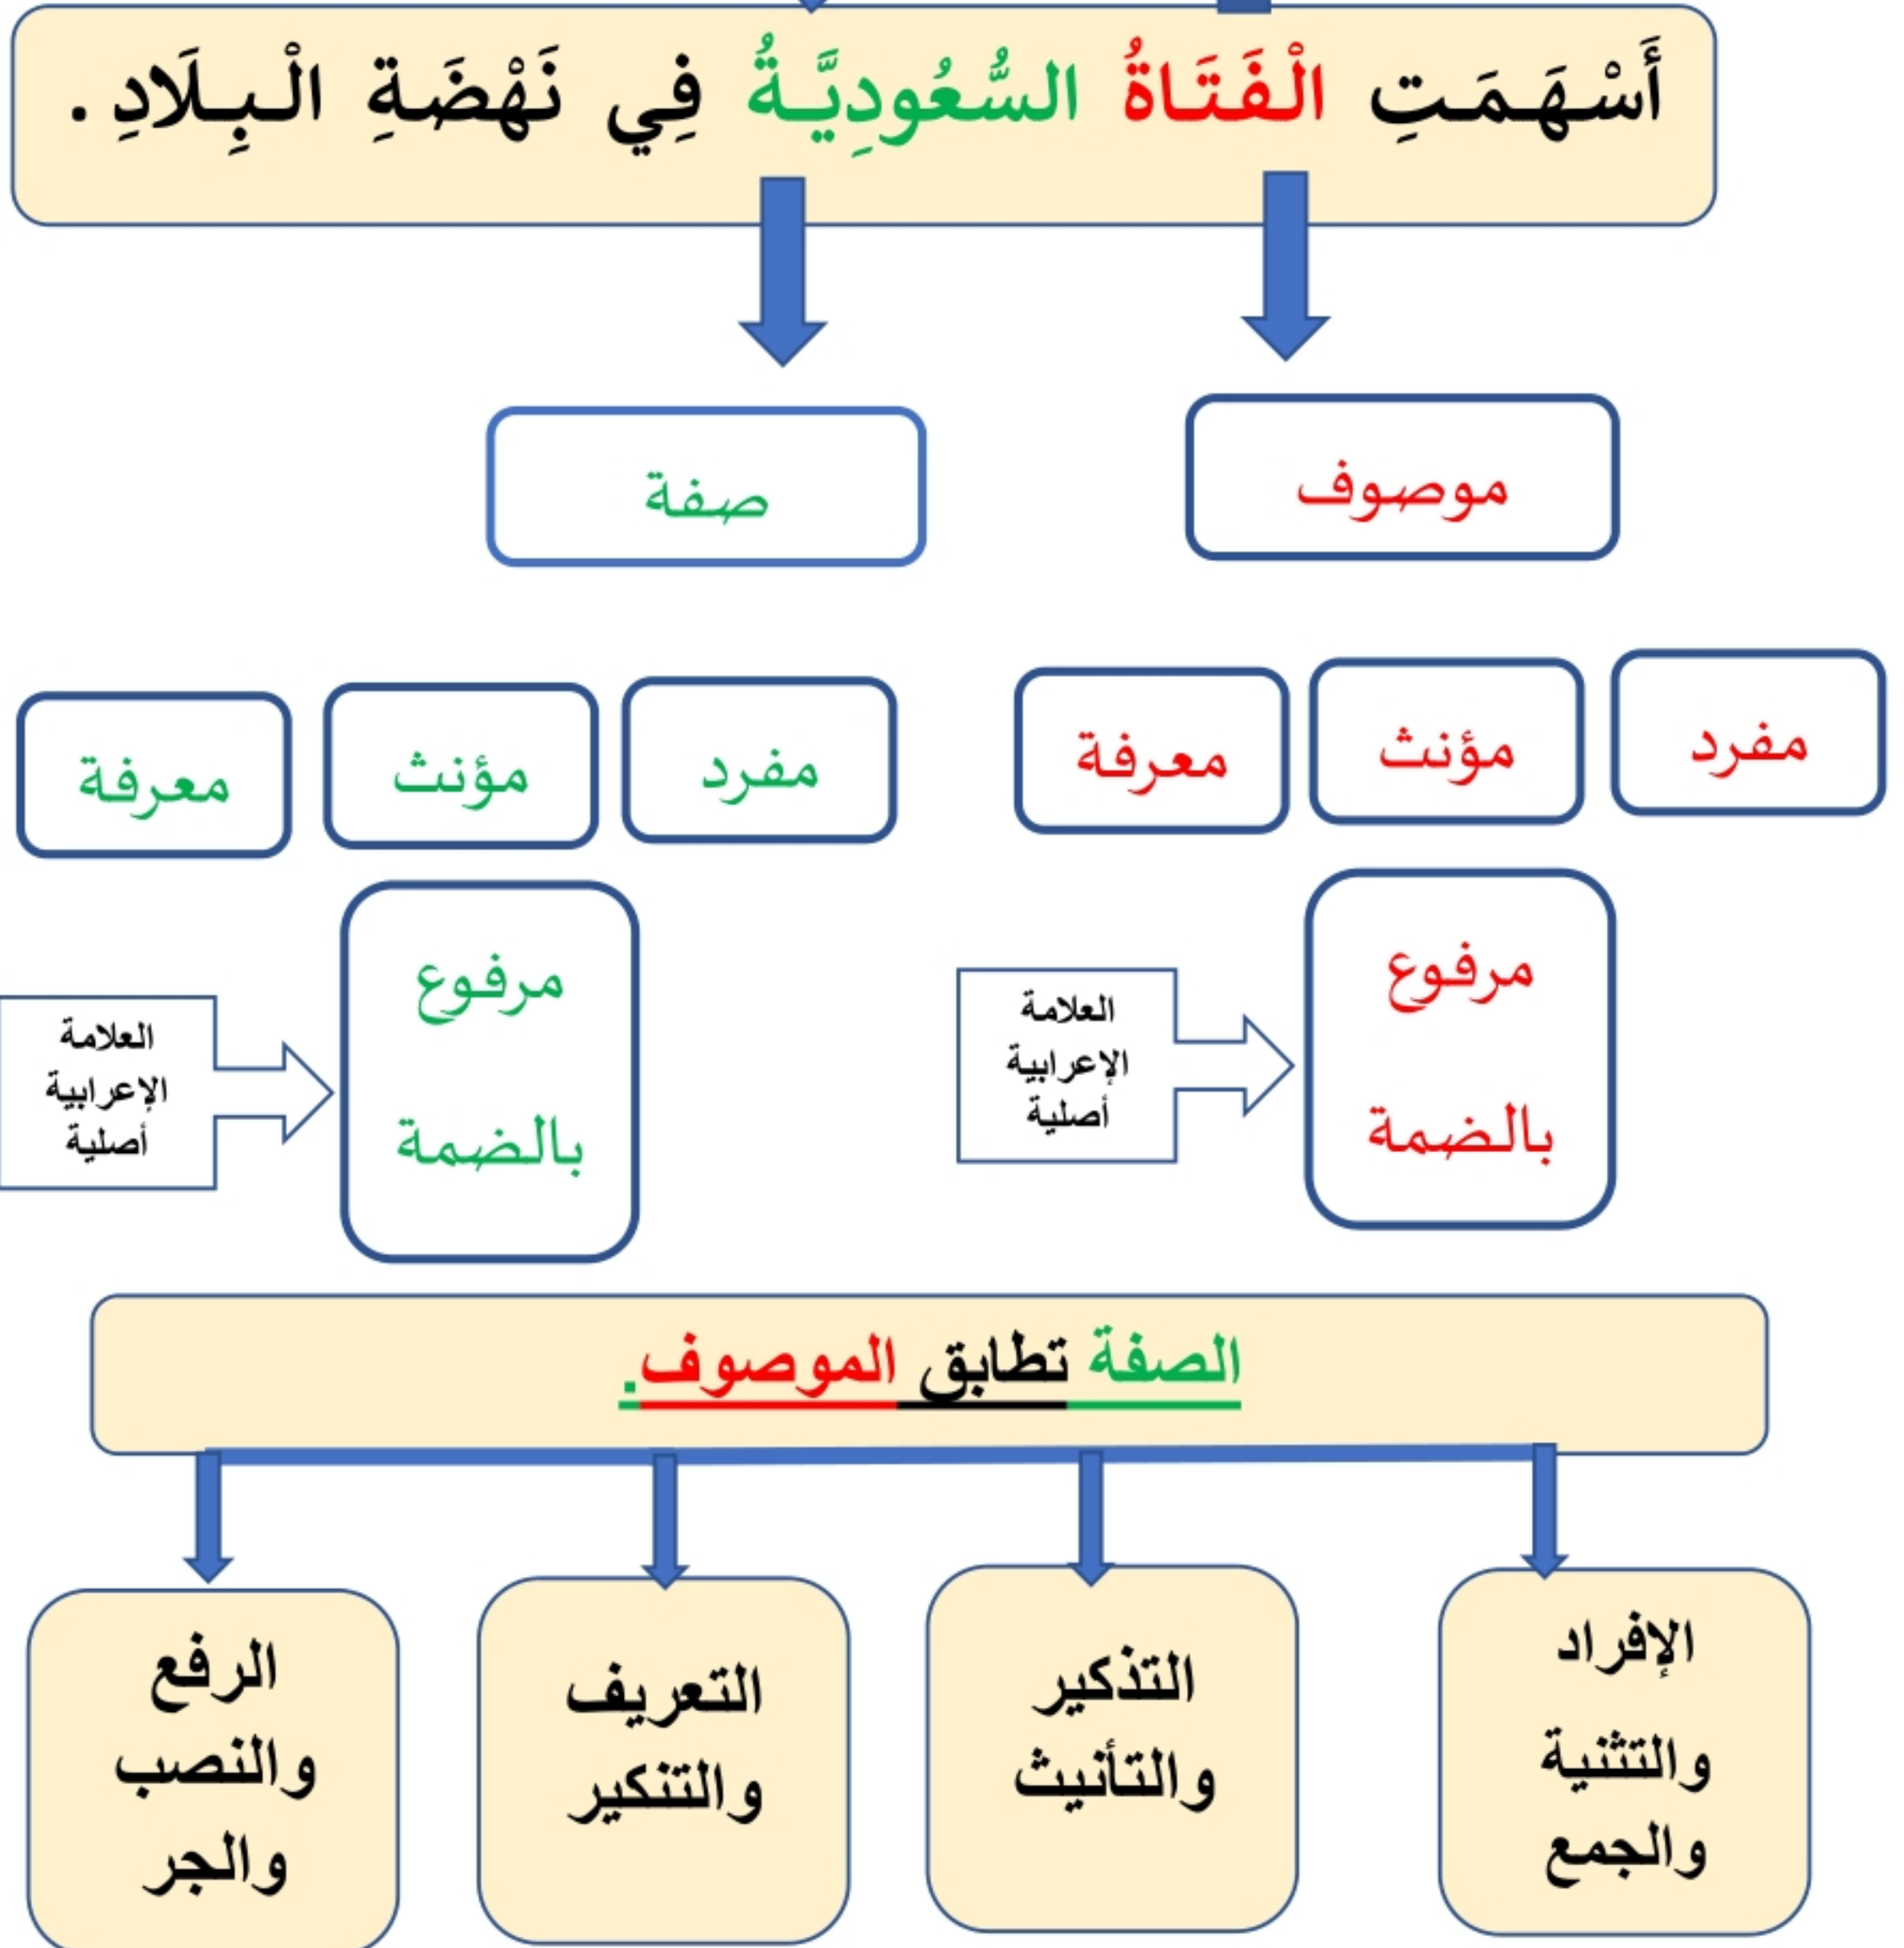 أَسْهَمَتِ الْفَتَاةُ السُّعُودِيَّةُ فِي نَهْضَةِ الْبِلَادِ .
موصوف
صفة
مفرد
مؤنث
معرفة
مفرد
مؤنث
معرفة
مرفوع
بالضمة
العلامة
الإعرابية
أصلية
مرفوع
بالضمة
العلامة
الإعرابية
أصلية
الصفة تطابق الموصوف.
الإفراد
والتثنية
والجمع
التذكير
والتأنيث
التعريف
والتنكير
الرفع
والنصب
والجر